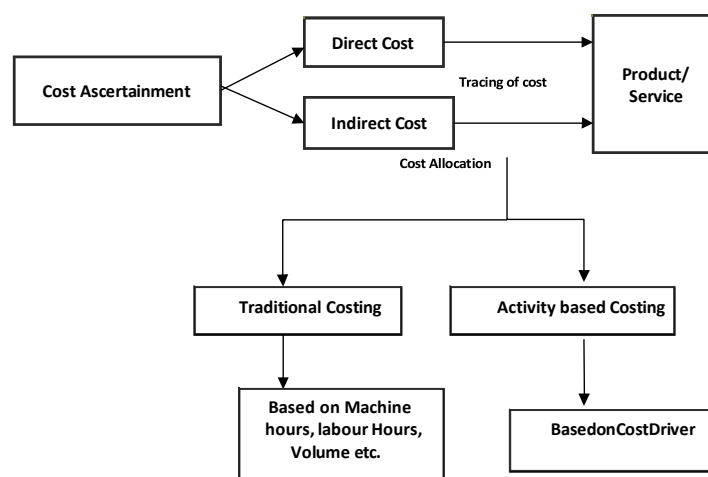 Direct Cost
Cost Ascertainment
Tracing of cost
Product/
Service
Indirect Cost
Cost Allocation
Traditional Costing
Activity based Costing
Based on Machine
hours, labour Hours,
Volume etc.
BasedonCostDriver